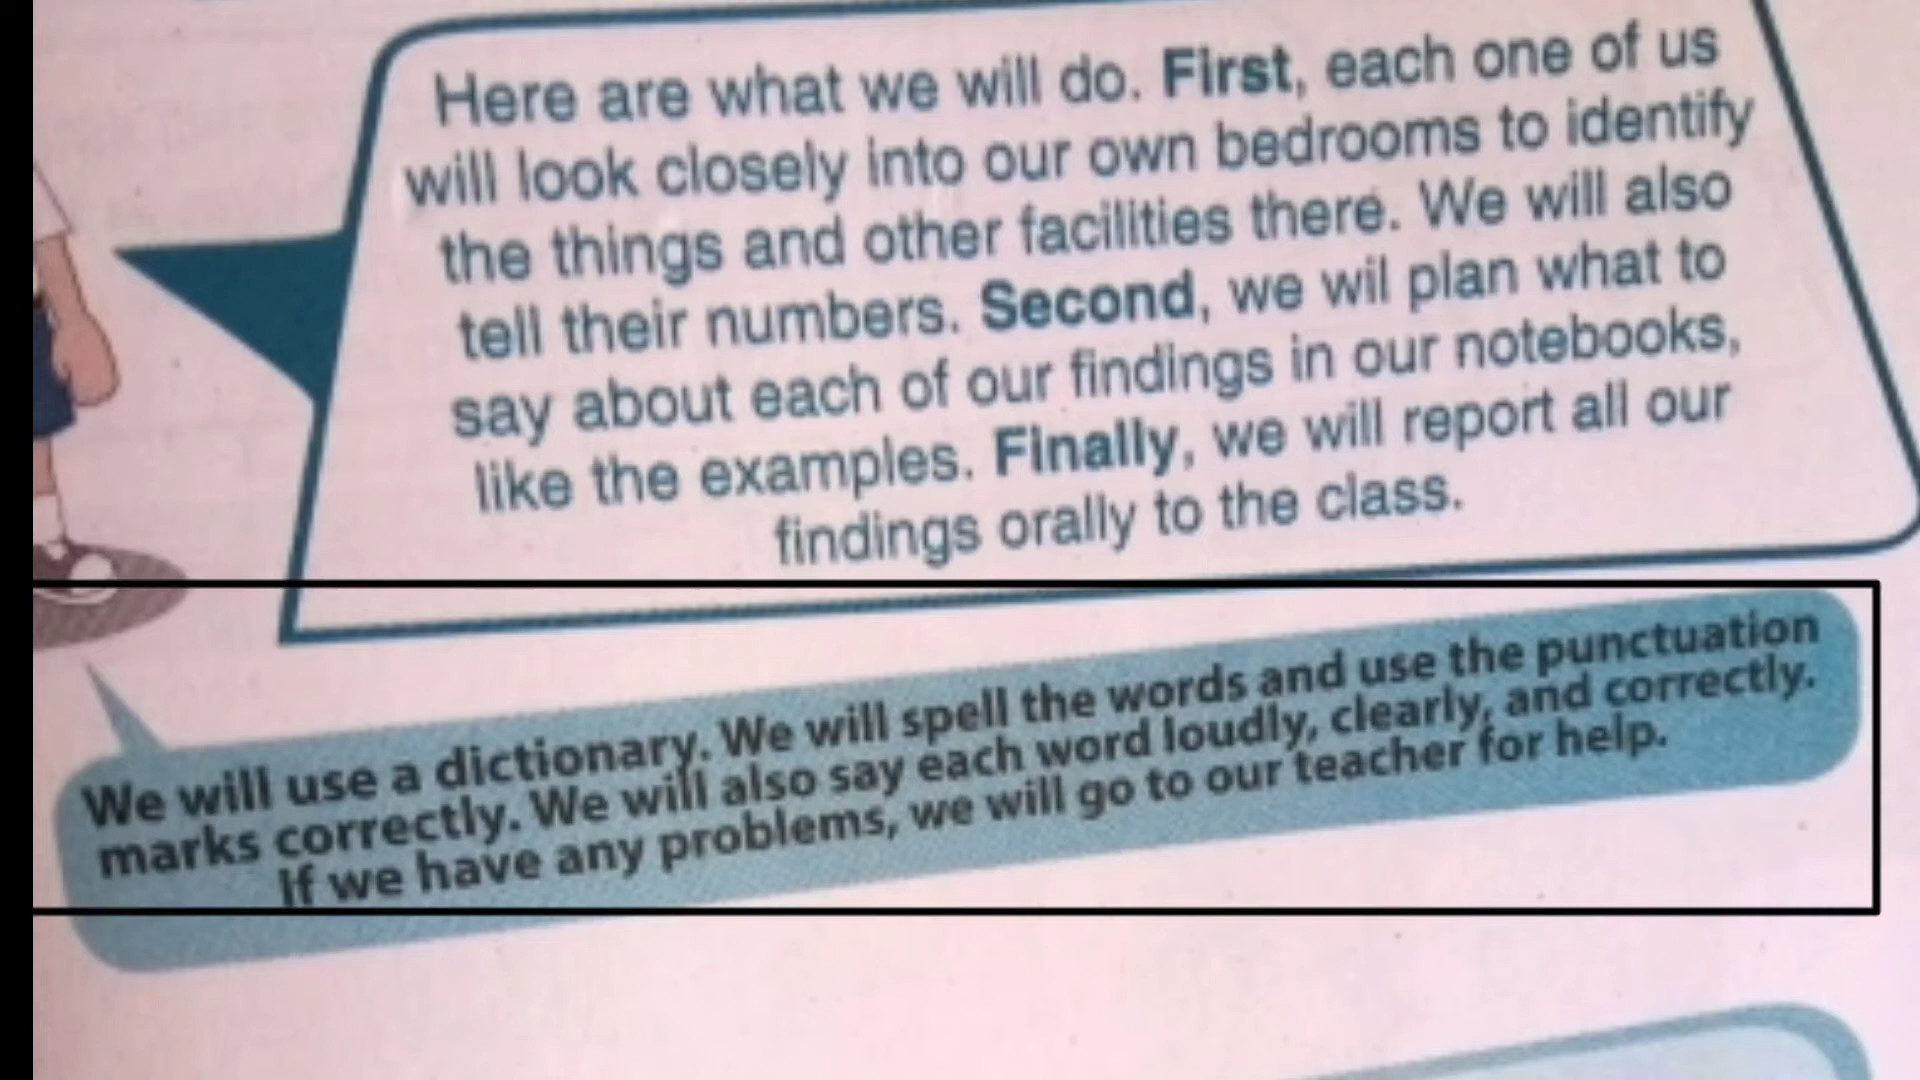 Here are what we will do. First, each one of us
will look closely into our own bedrooms to identify
the things and other facilities there. We will also
tell their numbers. Second, we wil plan what to
say about each of our findings in our notebooks,
like the examples. Finally, we will report all our
findings orally to the class.
We will use a dictionary. We will spell the words and use the punctuation
marks correctly. We will also say each word loudly, clearly, and correctly.
If we have any problems, we will go to our teacher for help.